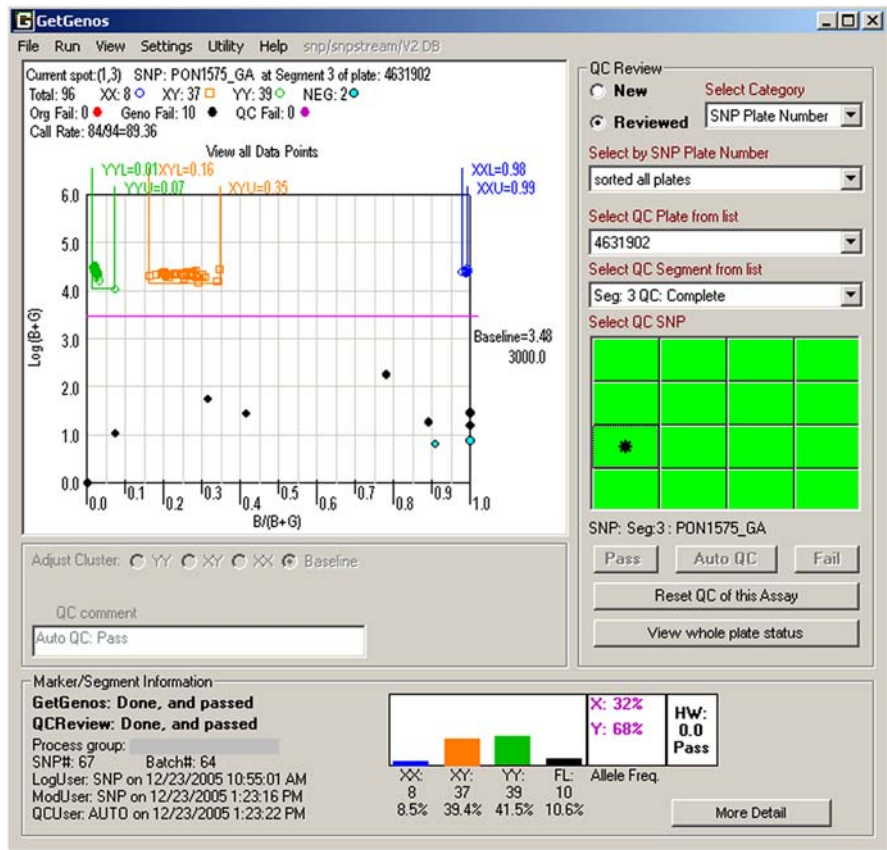 GetGenos
File Run View Settings Utility Help snp/snpstream/V2 DB
Current spot:(1,3) SNP: PON1575_GA at Segment 3 of plate: 4631902
Total: 96 XX: 8 XY: 37 YY: 39 NEG: 2
Org Fail: 0 Geno Fail: 10 QC Fail: 0
Call Rate: 84/94=89.36
View all Data Points
YYL=0.01 XYL=0.16 XXL=0.98
YYU=0.07 XYU=0.35 XXU=0.99
6.0
5.0
4.0
3.0
2.0
1.0
0.0
Log (B+G)
Baseline=3.48
3000.0
0.0 0.1 0.2 0.3 0.4 0.5 0.6 0.7 0.8 0.9 1.0
B/(B+G)
Adjust Cluster: YY XY XX Baseline
QC comment
Auto QC: Pass
QC Review
New
Reviewed
Select Category
SNP Plate Number
Select by SNP Plate Number
sorted all plates
Select QC Plate from list
4631902
Select QC Segment from list
Seg: 3 QC: Complete
Select QC SNP
SNP: Seg:3 : PON1575_GA
Pass Auto QC Fail
Reset QC of this Assay
View whole plate status
Marker/Segment Information
GetGenos: Done, and passed
QCReview: Done, and passed
Process group:
SNP#: 67 Batch#: 64
LogUser: SNP on 12/23/2005 10:55:01 AM
ModUser: SNP on 12/23/2005 1:23:16 PM
QCUser: AUTO on 12/23/2005 1:23:22 PM
XX: XY: YY: FL:
8 37 39 10
8.5% 39.4% 41.5% 10.6%
X: 32%
Y: 68%
Allele Freq.
HW:
0.0
Pass
More Detail